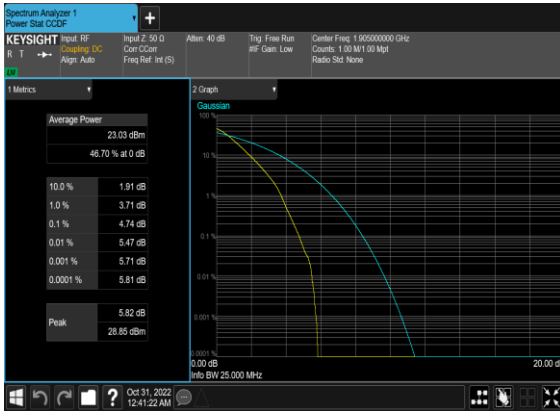 Spectrum Analyzer 1
Power Stat CCDF
KEYSIGHT
R T
LV
Input: RF
Coupling: DC
Align: Auto
Input Z: 50 Ω
Corr CCorr
Freq Ref: Int (S)
Atten: 40 dB
Trig: Free Run
#IF Gain: Low
Center Freq: 1.905000000 GHz
Counts: 1.00 M/1.00 Mpt
Radio Std: None
1 Metrics
Average Power
23.03 dBm
46.70 % at 0 dB
10.0 % 1.91 dB
1.0 % 3.71 dB
0.1 % 4.74 dB
0.01 % 5.47 dB
0.001 % 5.71 dB
0.0001 % 5.81 dB
Peak
5.82 dB
28.85 dBm
2 Graph
Gaussian
100 %
10 %
1 %
0.1 %
0.01 %
0.001 %
0.0001 %
0.00 dB
20.00 d
Info BW 25.000 MHz
?
Oct 31, 2022
12:41:22 AM